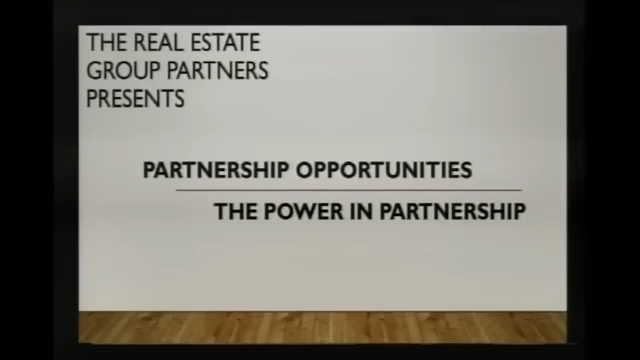 THE REAL ESTATE
GROUP PARTNERS
PRESENTS
PARTNERSHIP OPPORTUNITIES
THE POWER IN PARTNERSHIP